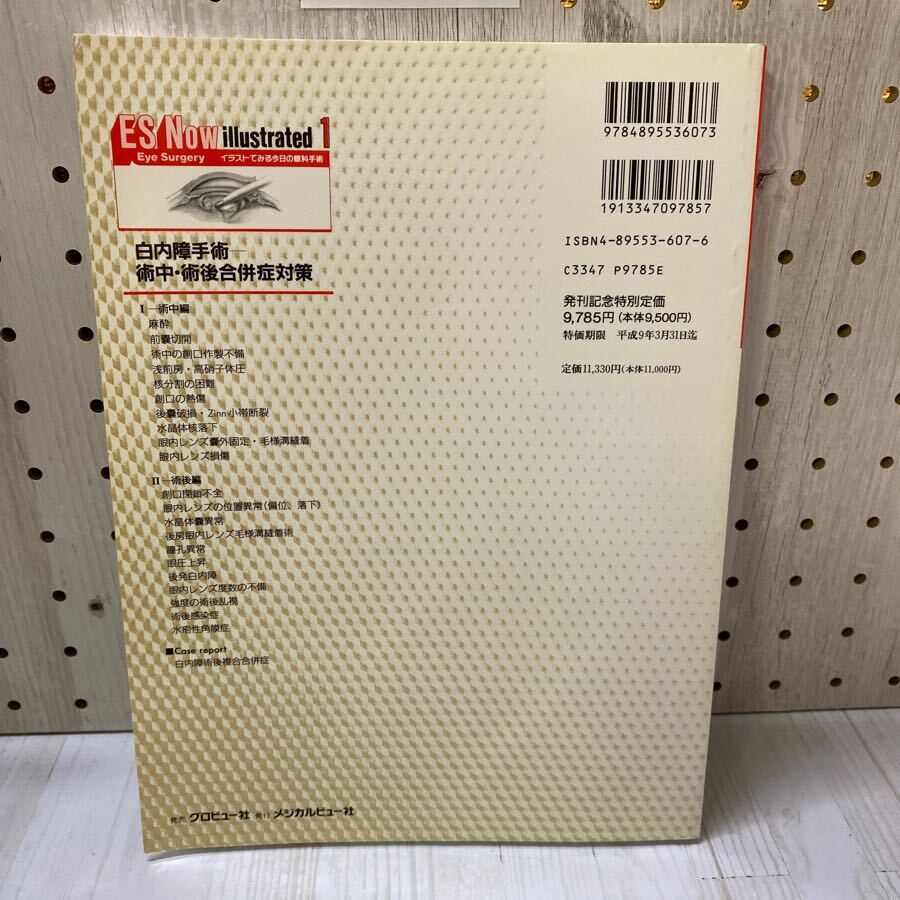 ES Now illustrated 1
Eye Surgery イラストでみる今日の眼科手術
白内障手術—
術中・術後合併症対策
I—術中編
麻酔
前嚢切開
術中の創口作製不備
浅前房・高硝子体圧
核分割の困難
創口の熱傷
後嚢破損・Zinn小帯断裂
水晶体核落下
眼内レンズ嚢外固定・毛様溝縫着
眼内レンズ損傷
II—術後編
創口閉鎖不全
眼内レンズの位置異常(偏位、落下)
水晶体嚢異常
後房眼内レンズ毛様溝縫着術
瞳孔異常
眼圧上昇
後発白内障
眼内レンズ度数の不備
強度の術後乱視
術後感染症
水疱性角膜症
■Case report
白内障術後複合合併症
発売 グロビュー社 発行 メジカルビュー社
9784895536073
1913347097857
ISBN4-89553-607-6
C3347 P9785E
発刊記念特別定価
9,785円(本体9,500円)
特価期限 平成9年3月31日迄
定価11,330円(本体11,000円)